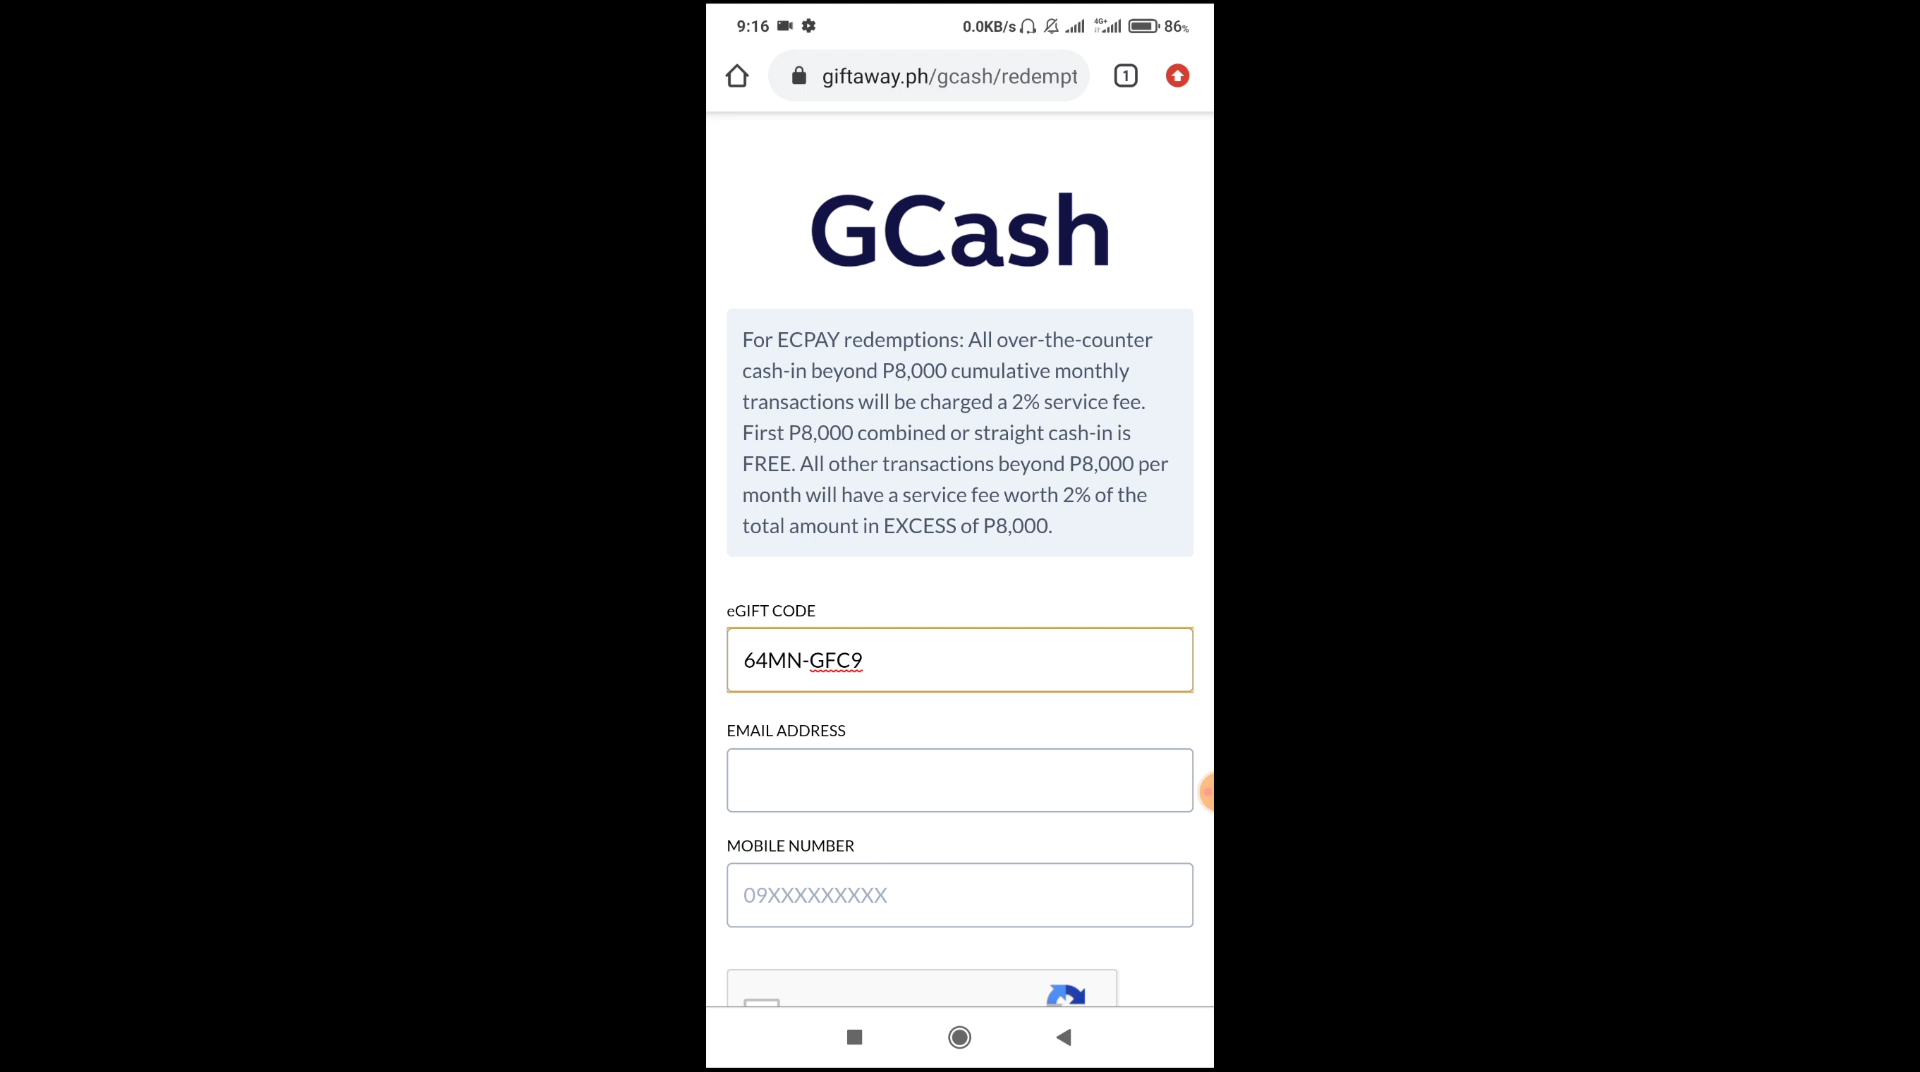 9:16 0.0KB/s 4G+ 86%
giftaway.ph/gcash/redempt 1
GCash
For ECPAY redemptions: All over-the-counter
cash-in beyond P8,000 cumulative monthly
transactions will be charged a 2% service fee.
First P8,000 combined or straight cash-in is
FREE. All other transactions beyond P8,000 per
month will have a service fee worth 2% of the
total amount in EXCESS of P8,000.
eGIFT CODE
64MN-GFC9
EMAIL ADDRESS
MOBILE NUMBER
09XXXXXXXXX